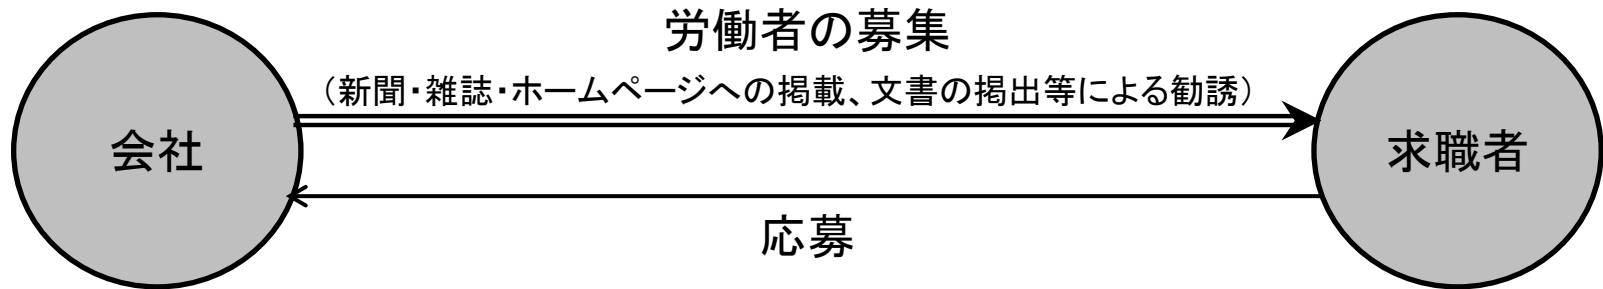 労働者の募集
（新聞・雑誌・ホームページへの掲載、文書の掲出等による勧誘）
会社
求職者
応募